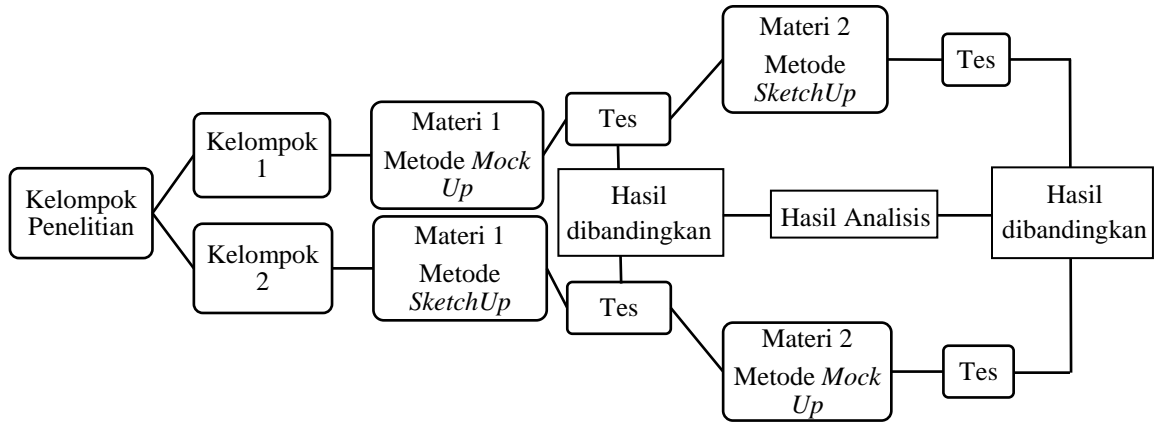 Kelompok
Penelitian
Kelompok
1
Materi 1
Metode Mock
Up
Tes
Materi 2
Metode
SketchUp
Tes
Kelompok
2
Materi 1
Metode
SketchUp
Tes
Materi 2
Metode Mock
Up
Tes
Hasil
dibandingkan
Hasil Analisis
Hasil
dibandingkan